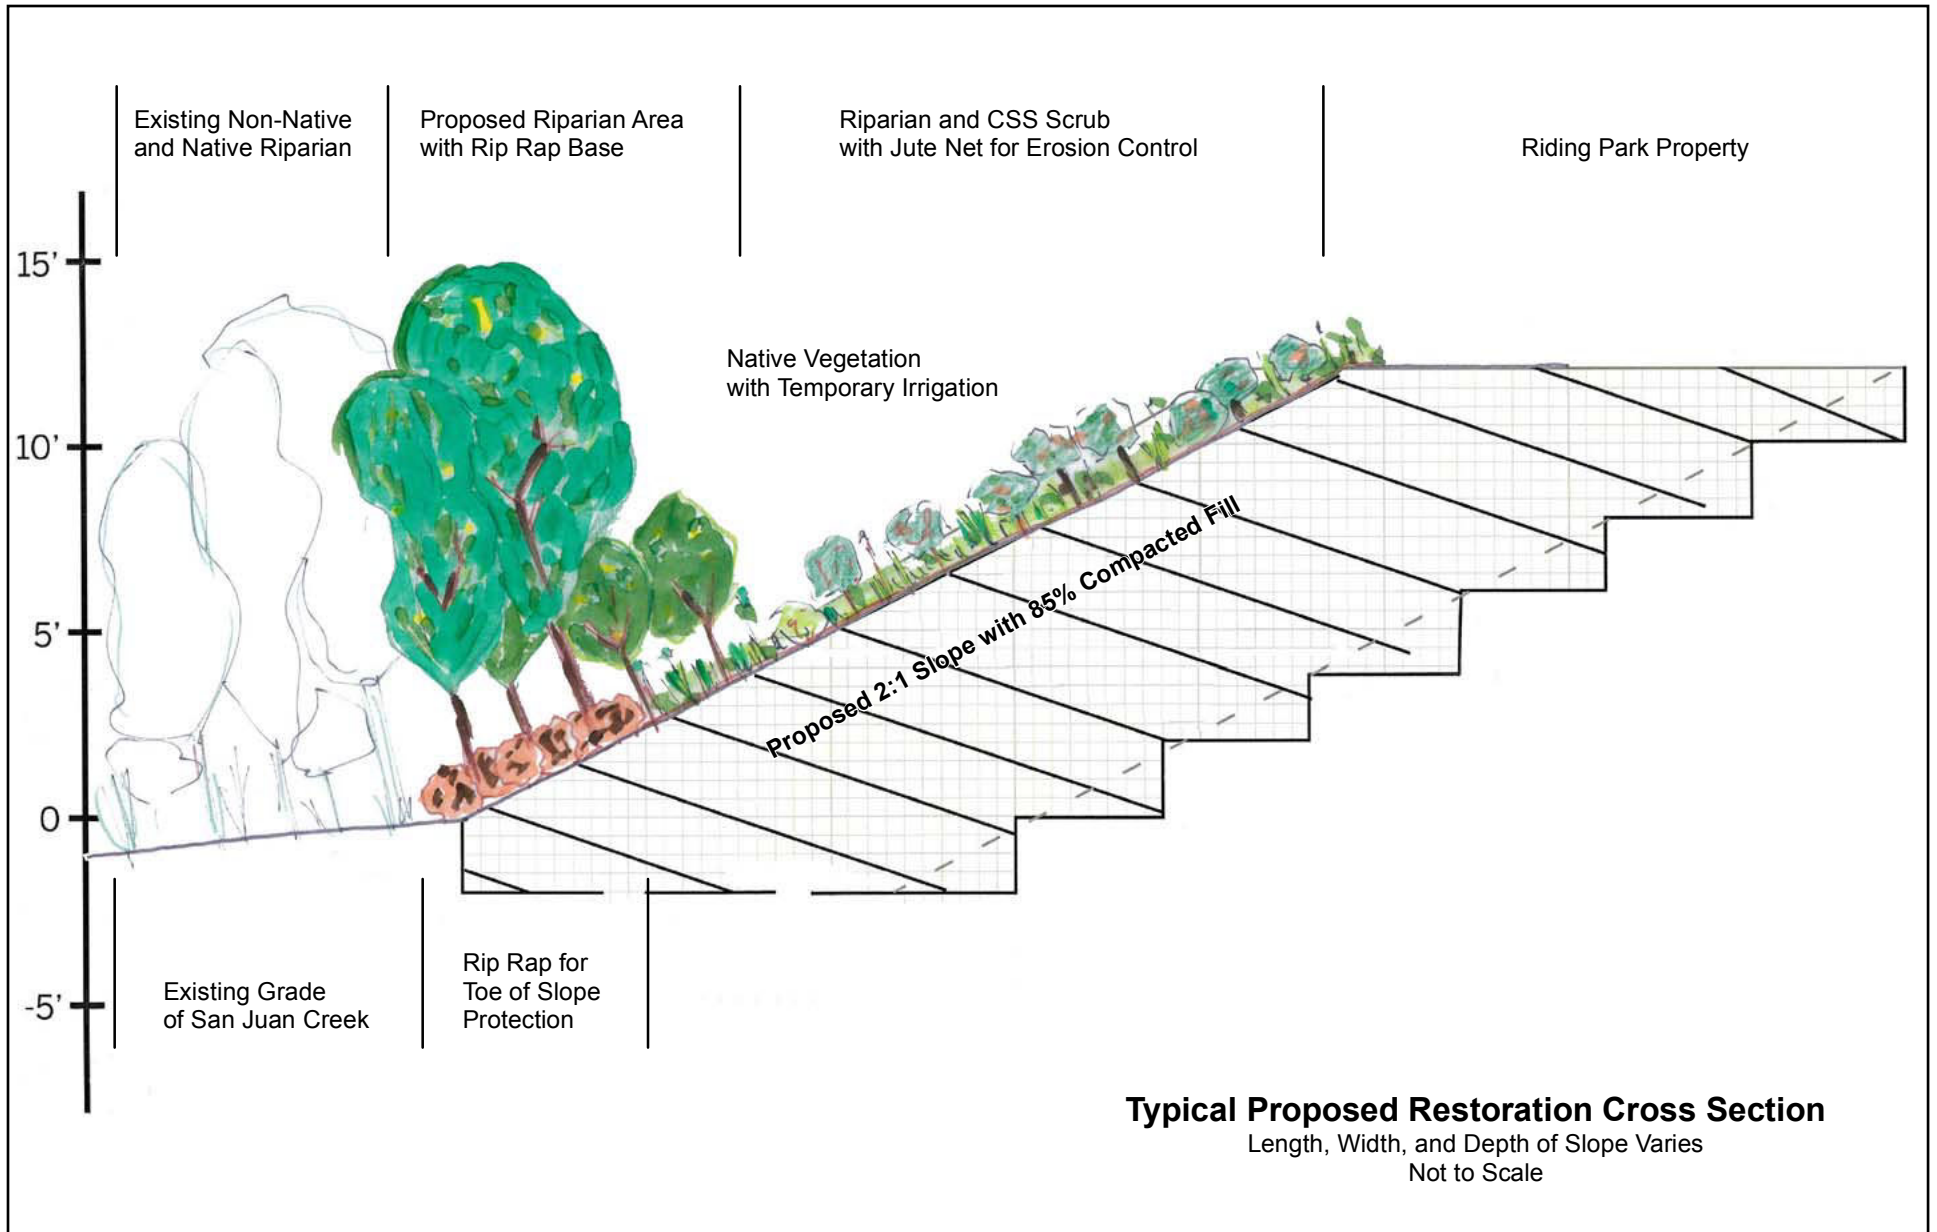 Existing Non-Native
and Native Riparian
Proposed Riparian Area
with Rip Rap Base
Riparian and CSS Scrub
with Jute Net for Erosion Control
Riding Park Property
15'
10'
5'
0
-5'
Native Vegetation
with Temporary Irrigation
Proposed 2:1 Slope with 85% Compacted Fill
Existing Grade
of San Juan Creek
Rip Rap for
Toe of Slope
Protection
Typical Proposed Restoration Cross Section
Length, Width, and Depth of Slope Varies
Not to Scale